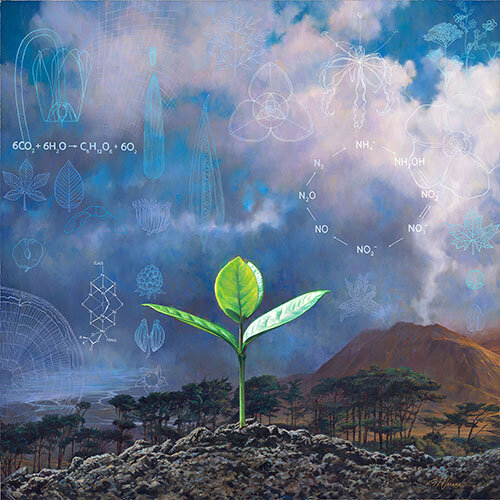 6CO₂ + 6H₂O → C₆H₁₂O₆ + 6O₂
NH₄⁺
N₂
NH₂OH
N₂O
NO₂
NO
NO₃⁻
NO₂⁻